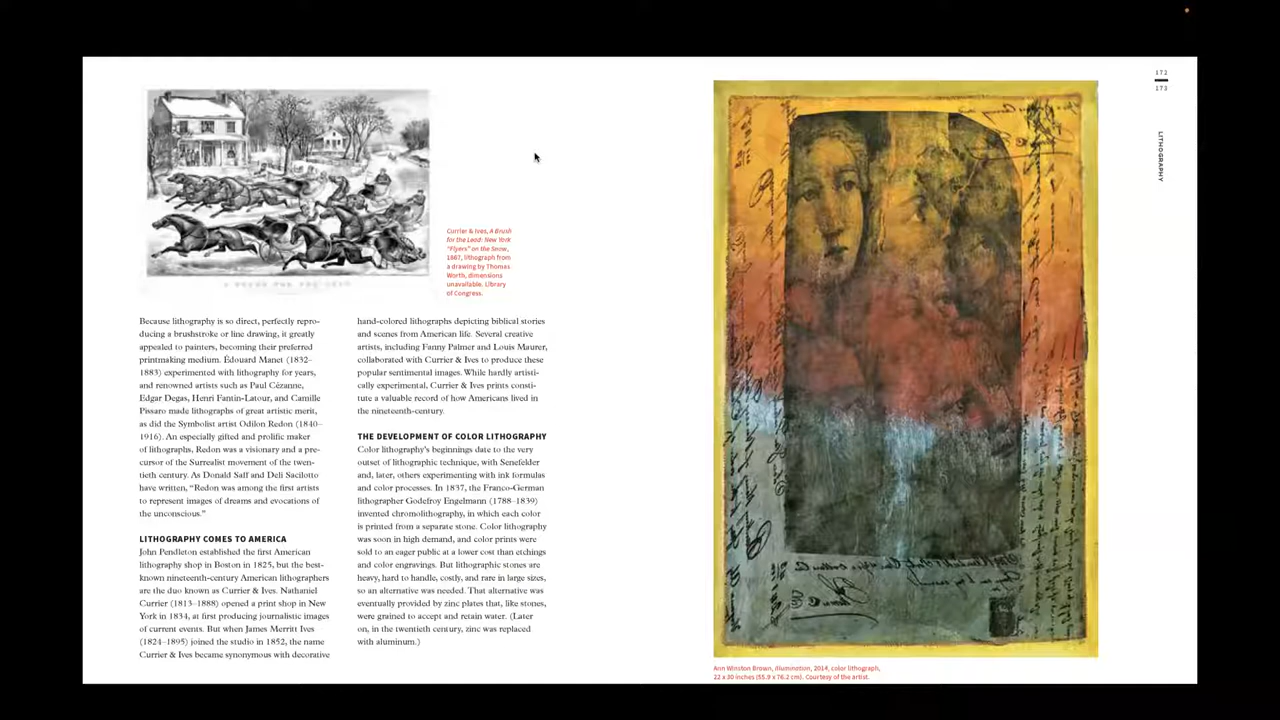 172
173
LITHOGRAPHY
A BRUSH FOR THE LEAD
Currier & Ives, A Brush
for the Lead: New York
"Flyers" on the Snow,
1867, lithograph from
a drawing by Thomas
Worth, dimensions
unavailable. Library
of Congress.
Because lithography is so direct, perfectly repro-
ducing a brushstroke or line drawing, it greatly
appealed to painters, becoming their preferred
printmaking medium. Édouard Manet (1832–
1883) experimented with lithography for years,
and renowned artists such as Paul Cézanne,
Edgar Degas, Henri Fantin-Latour, and Camille
Pissaro made lithographs of great artistic merit,
as did the Symbolist artist Odilon Redon (1840–
1916). An especially gifted and prolific maker
of lithographs, Redon was a visionary and a pre-
cursor of the Surrealist movement of the twen-
tieth century. As Donald Saff and Deli Sacilotto
have written, “Redon was among the first artists
to represent images of dreams and evocations of
the unconscious.”
LITHOGRAPHY COMES TO AMERICA
John Pendleton established the first American
lithography shop in Boston in 1825, but the best-
known nineteenth-century American lithographers
are the duo known as Currier & Ives. Nathaniel
Currier (1813–1888) opened a print shop in New
York in 1834, at first producing journalistic images
of current events. But when James Merritt Ives
(1824–1895) joined the studio in 1852, the name
Currier & Ives became synonymous with decorative
hand-colored lithographs depicting biblical stories
and scenes from American life. Several creative
artists, including Fanny Palmer and Louis Maurer,
collaborated with Currier & Ives to produce these
popular sentimental images. While hardly artisti-
cally experimental, Currier & Ives prints consti-
tute a valuable record of how Americans lived in
the nineteenth-century.
THE DEVELOPMENT OF COLOR LITHOGRAPHY
Color lithography’s beginnings date to the very
outset of lithographic technique, with Senefelder
and, later, others experimenting with ink formulas
and color processes. In 1837, the Franco-German
lithographer Godefroy Engelmann (1788–1839)
invented chromolithography, in which each color
is printed from a separate stone. Color lithography
was soon in high demand, and color prints were
sold to an eager public at a lower cost than etchings
and color engravings. But lithographic stones are
heavy, hard to handle, costly, and rare in large sizes,
so an alternative was needed. That alternative was
eventually provided by zinc plates that, like stones,
were grained to accept and retain water. (Later
on, in the twentieth century, zinc was replaced
with aluminum.)
Ann Winston Brown, Illumination, 2014, color lithograph,
22 x 30 inches (55.9 x 76.2 cm). Courtesy of the artist.